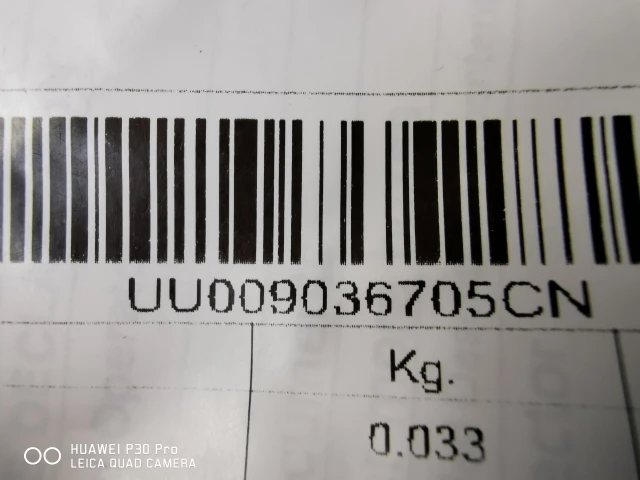 UU009036705CN
Kg.
0.033
HUAWEI P30 Pro
LEICA QUAD CAMERA